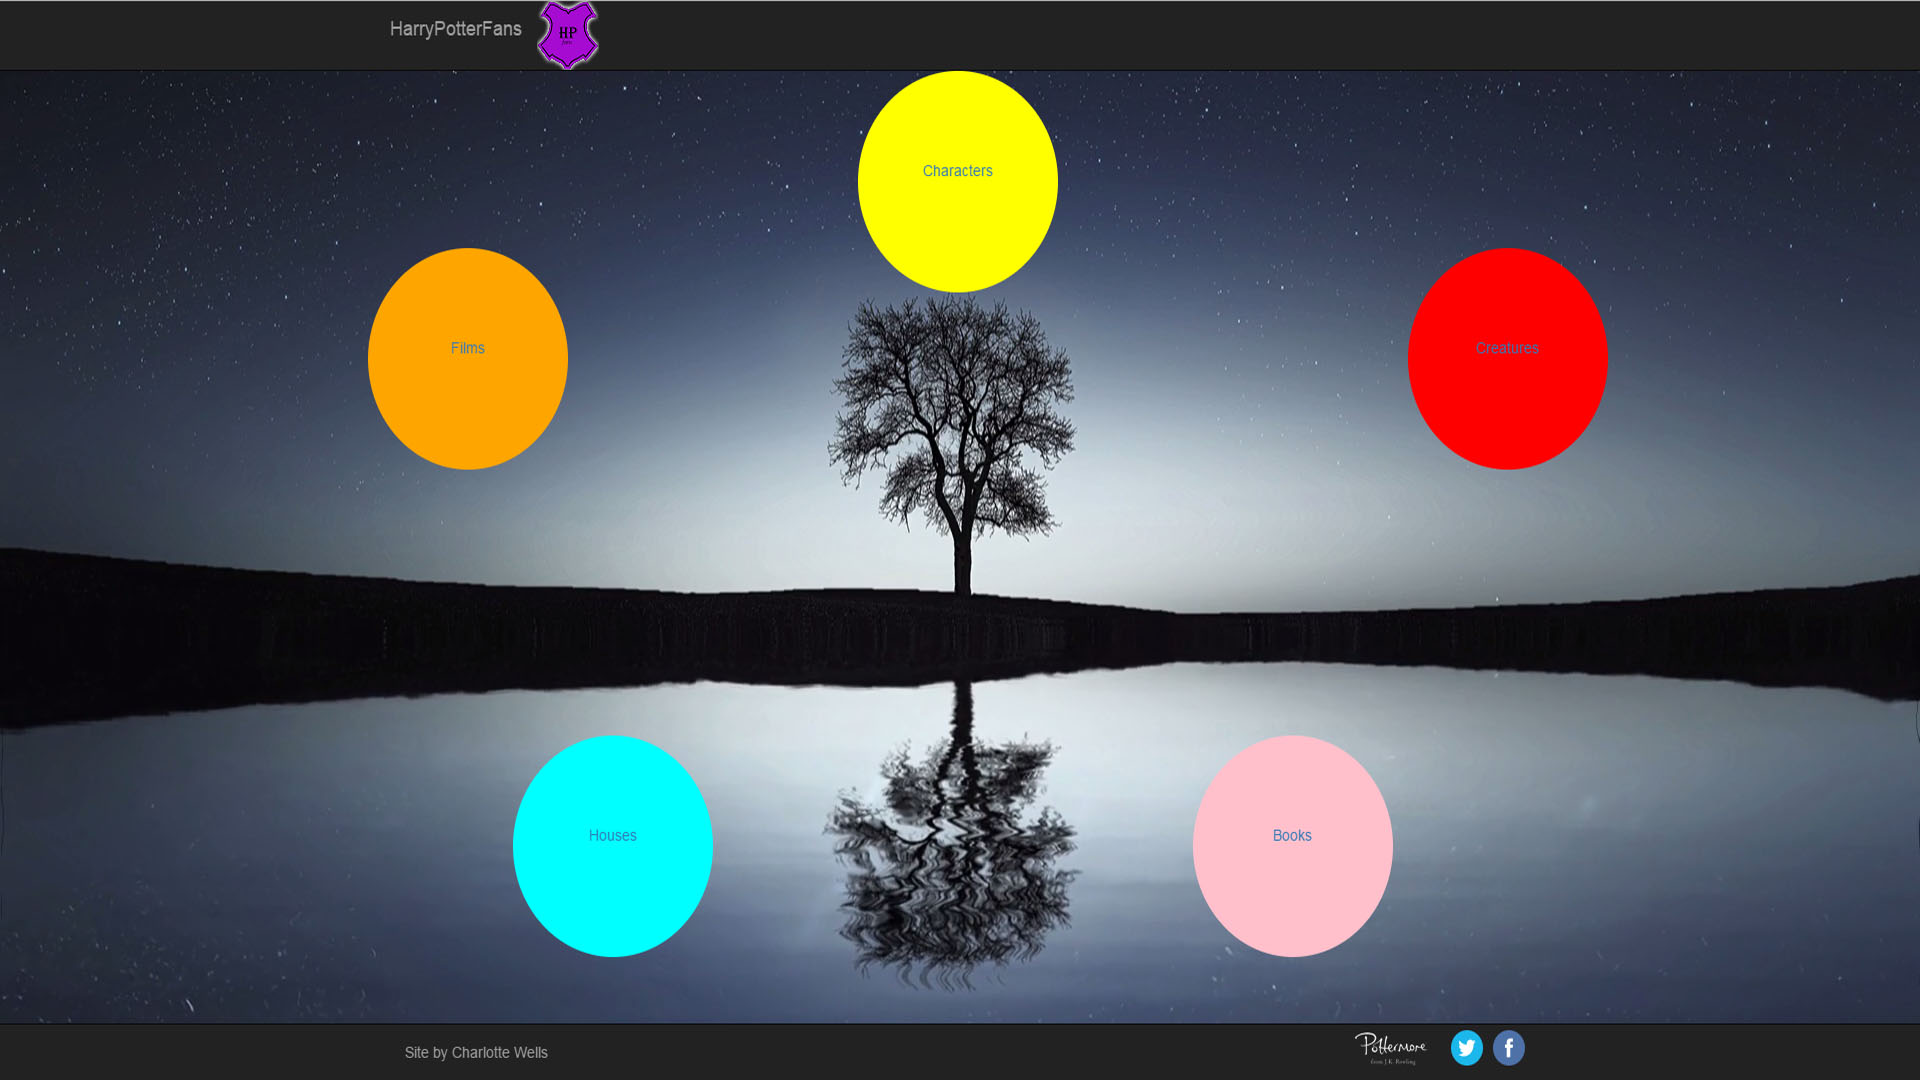 HarryPotterFans
HP
Characters
Films
Creatures
Houses
Books
Site by Charlotte Wells
Pottermore
from J.K. Rowling